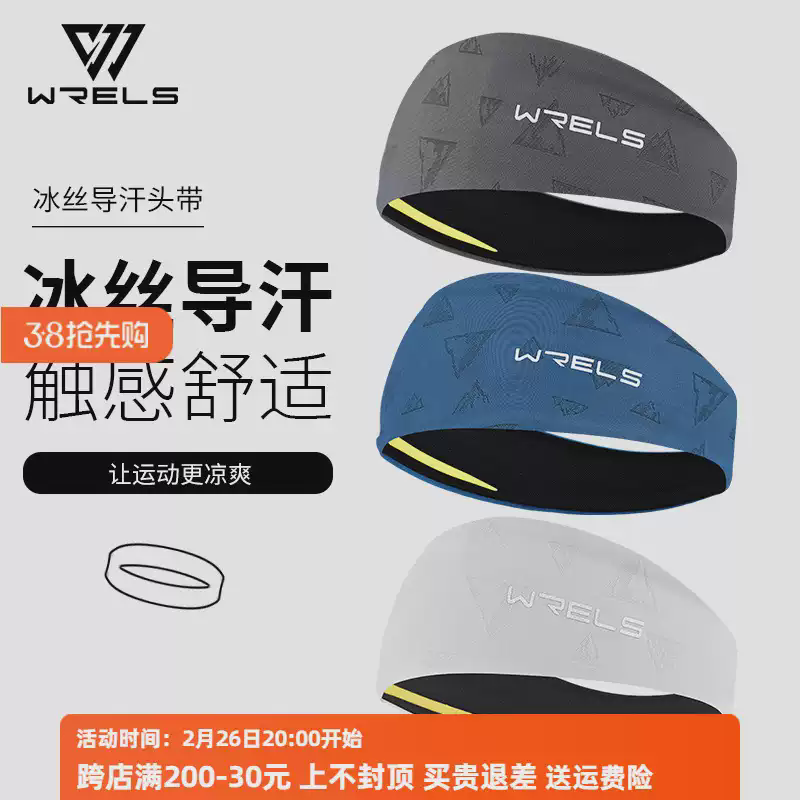 WRELS
冰丝导汗头带
冰丝导汗
3.8抢先购
触感舒适
让运动更凉爽
WRELS
WRELS
WRELS
活动时间：2月26日20:00开始
跨店满200-30元 上不封顶 买贵退差 送运费险